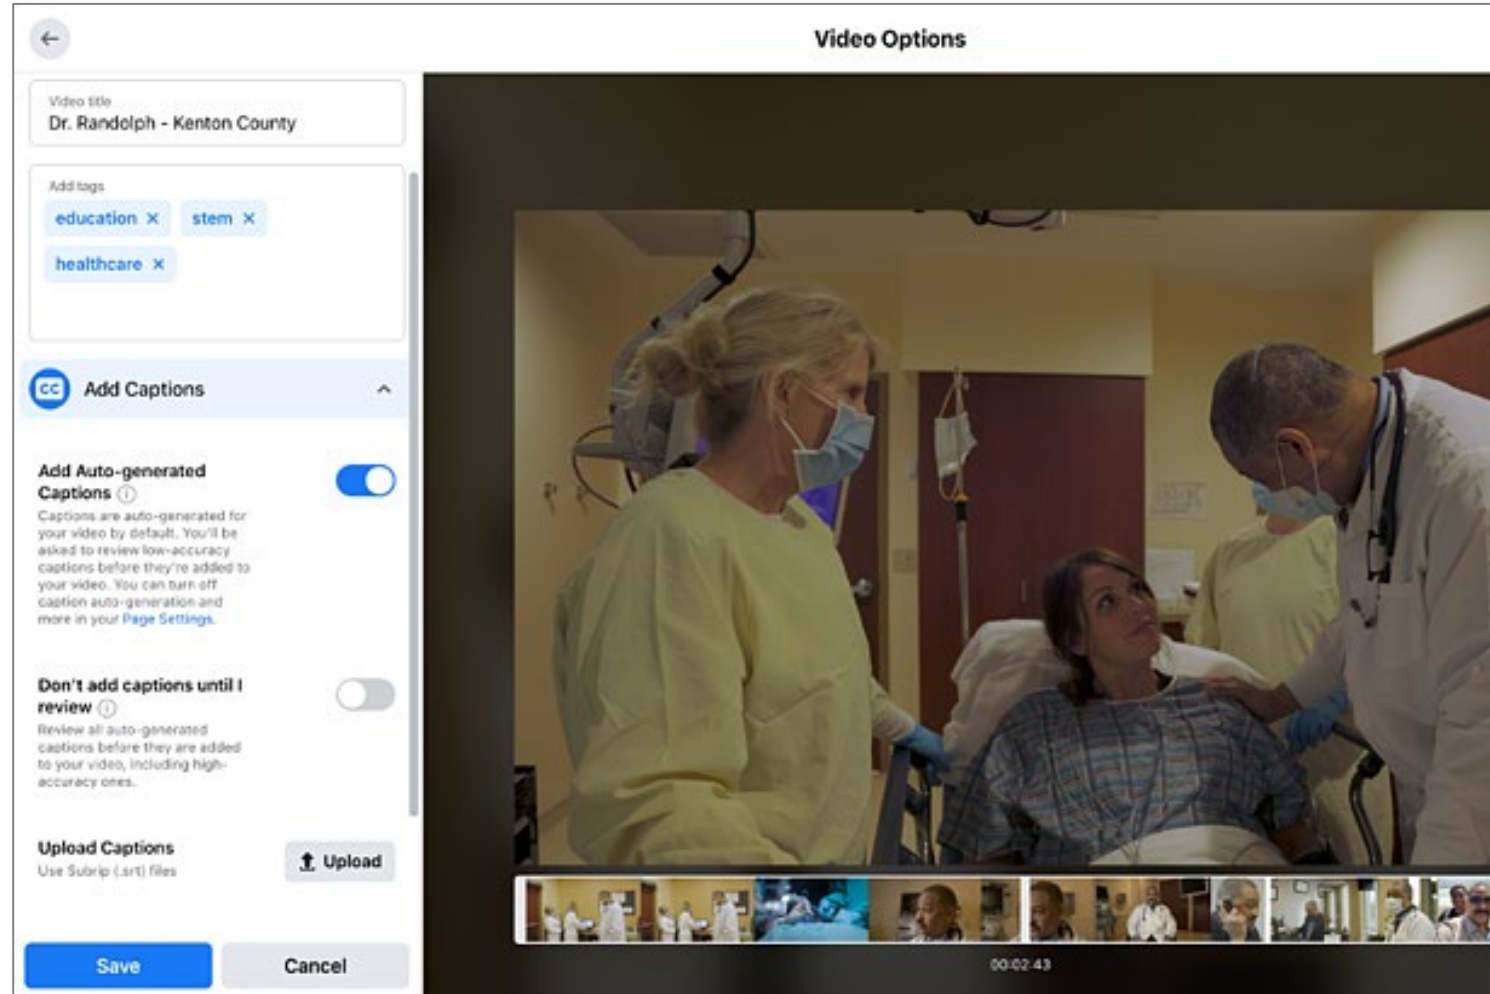 Video Options
Video title
Dr. Randolph - Kenton County
Add tags
education × stem ×
healthcare ×
CC Add Captions
Add Auto-generated
Captions
Captions are auto-generated for
your video by default. You'll be
asked to review low-accuracy
captions before they're added to
your video. You can turn off
caption auto-generation and
more in your Page Settings.
Don't add captions until I
review
Review all auto-generated
captions before they are added
to your video, including high-
accuracy ones.
Upload Captions
Use Subrip (.srt) files
Upload
Save
Cancel
00:02:43